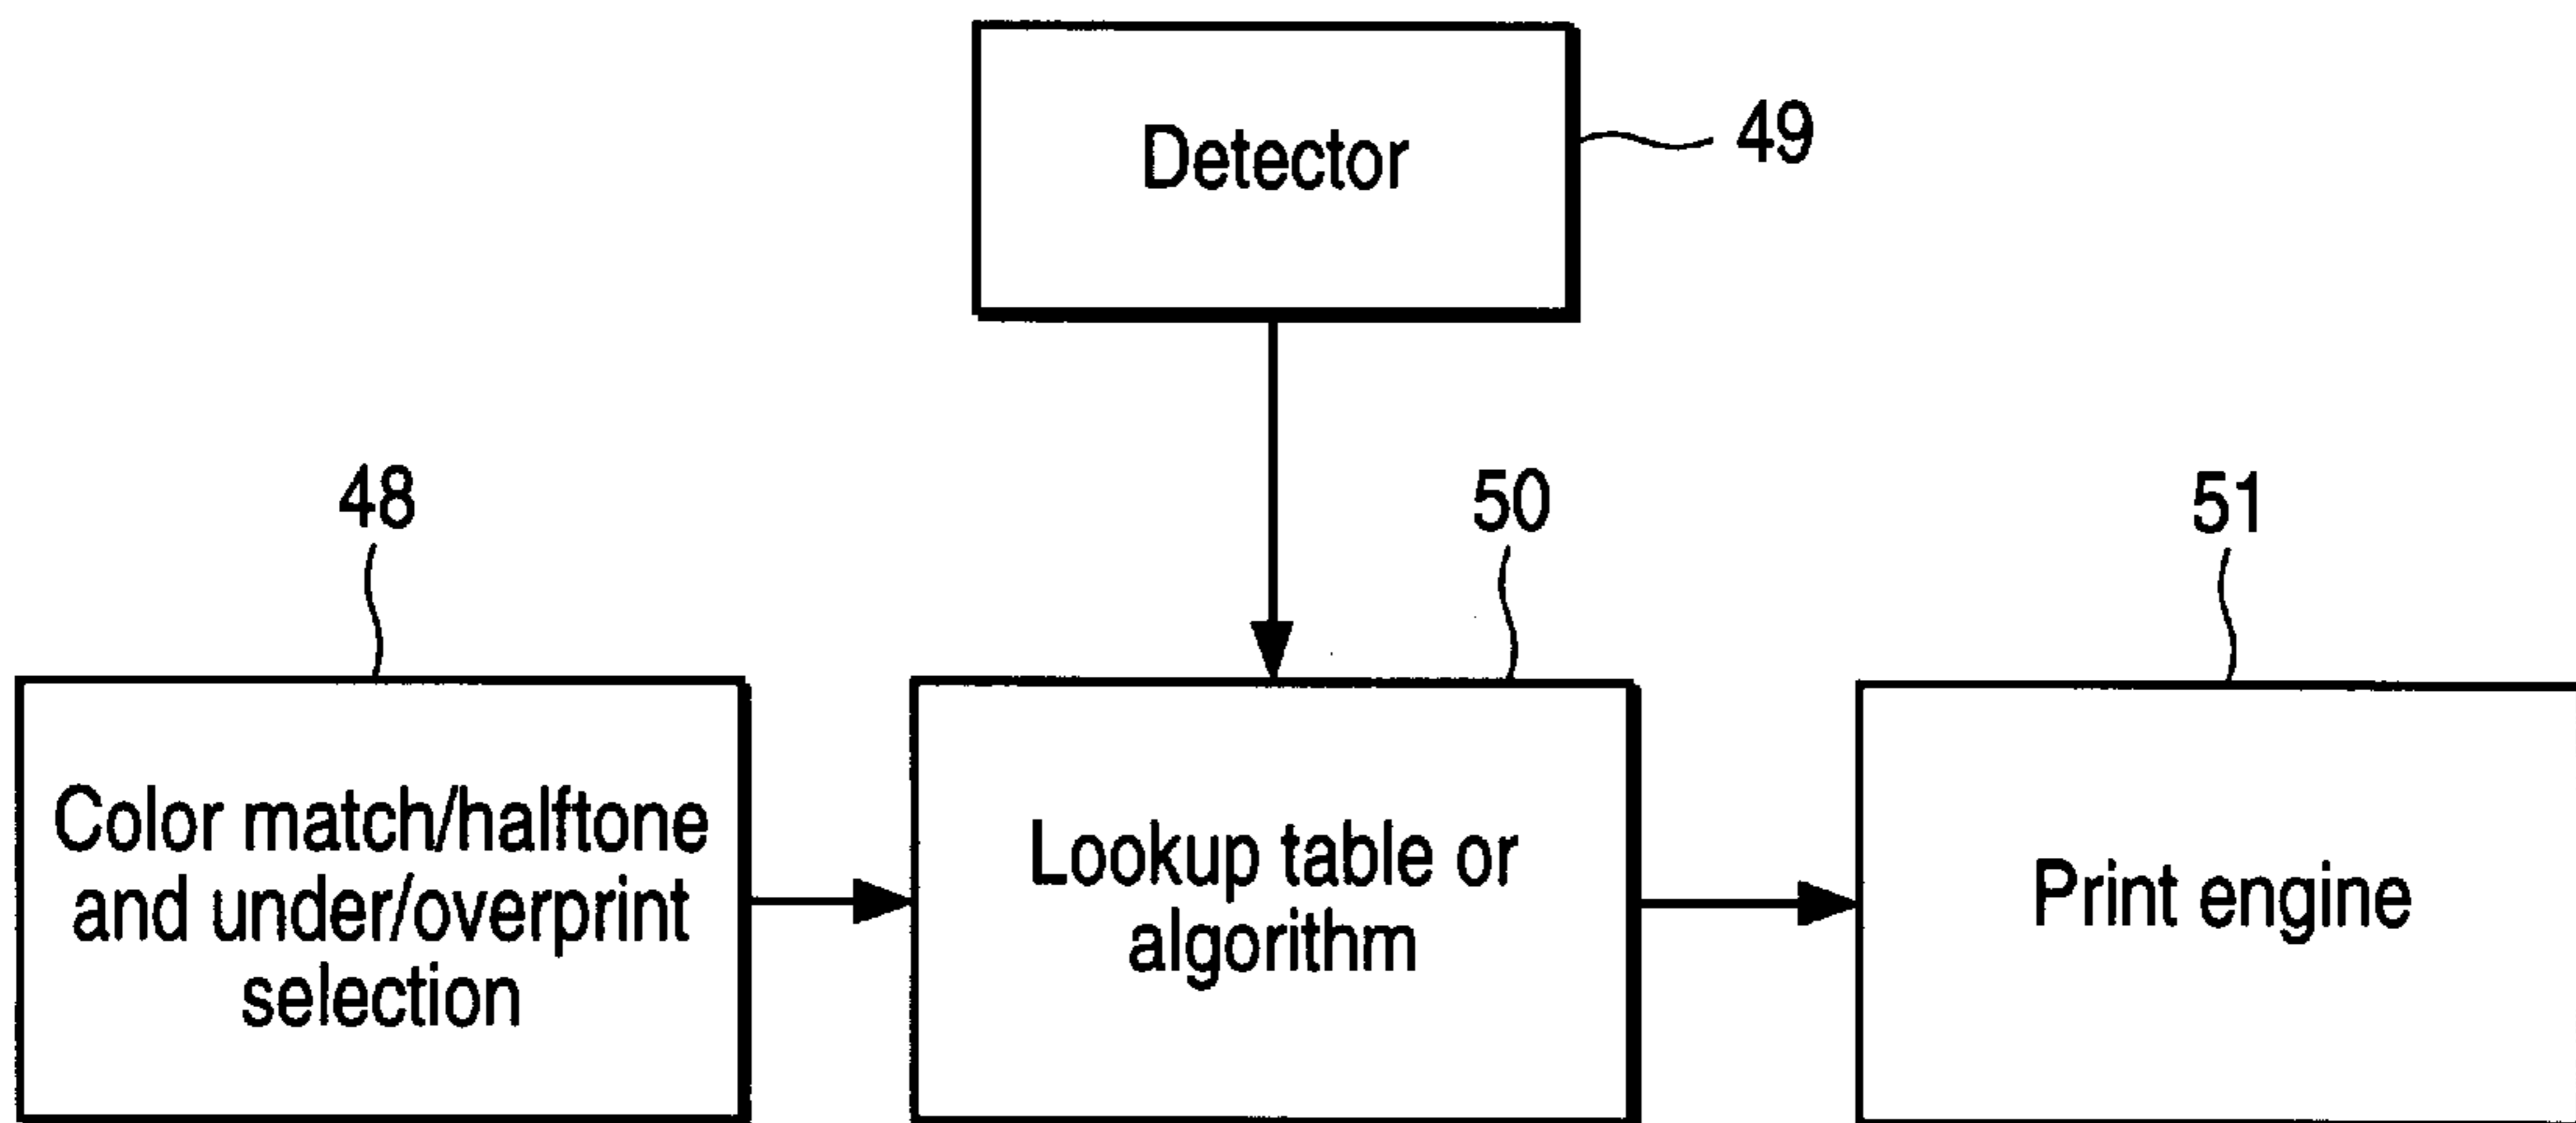 Detector
49
48
50
51
Color match/halftone
and under/overprint
selection
Lookup table or
algorithm
Print engine